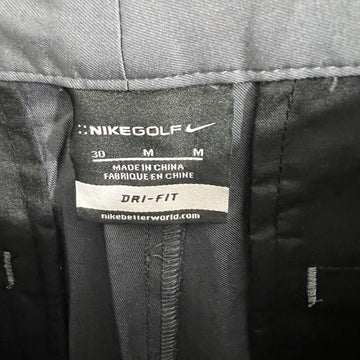 NIKEGOLF
30 M M
MADE IN CHINA
FABRIQUE EN CHINE
DRI-FIT
nikebetterworld.com